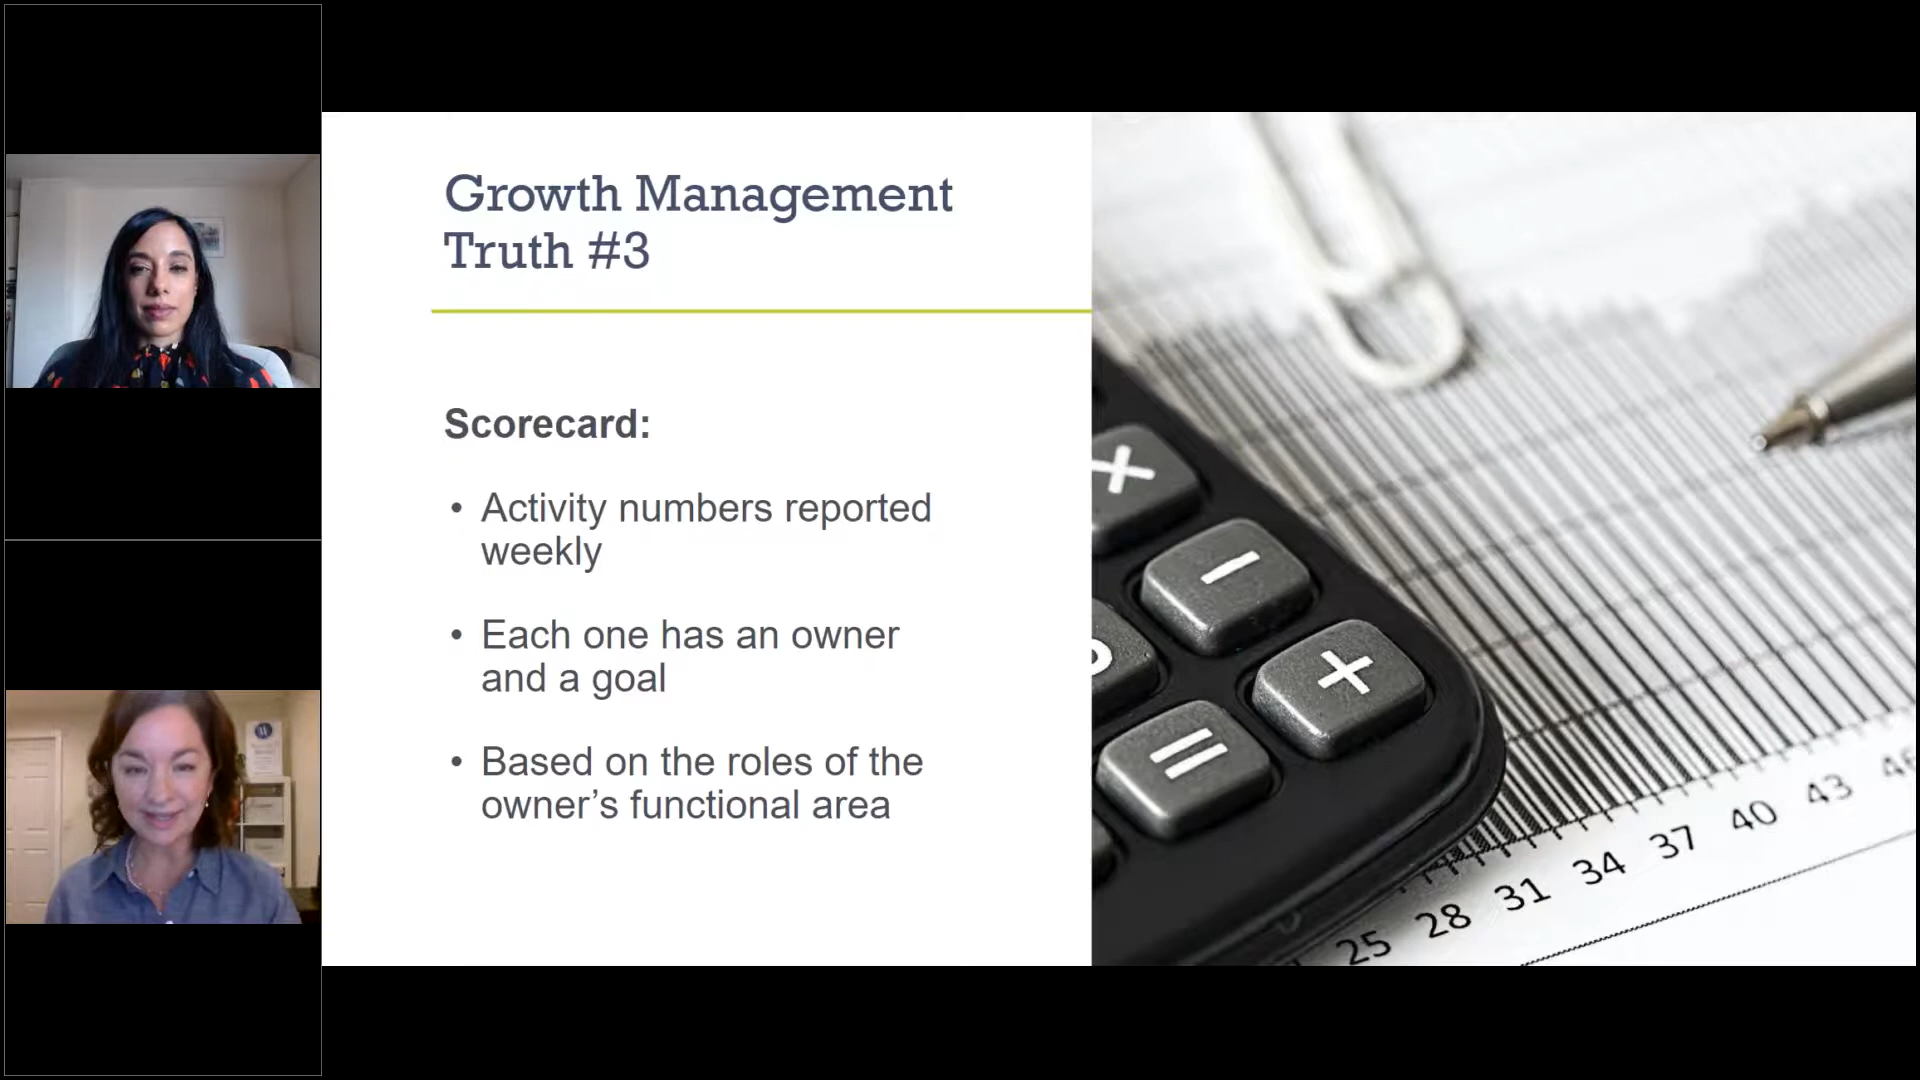 Growth Management
Truth #3
Scorecard:
• Activity numbers reported
weekly
• Each one has an owner
and a goal
• Based on the roles of the
owner’s functional area
25 28 31 34 37 40 43